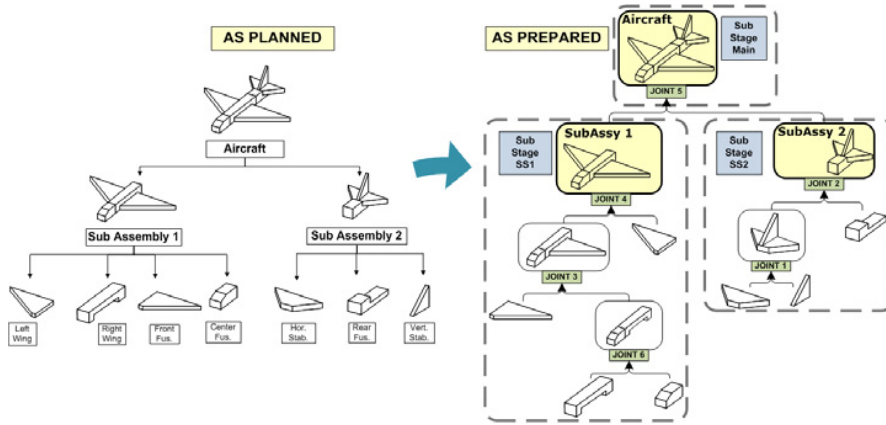 AS PLANNED
Aircraft
Sub Assembly 1
Sub Assembly 2
Left
Wing
Right
Wing
Front
Fus.
Center
Fus.
Hor.
Stab.
Rear
Fus.
Vert.
Stab.
AS PREPARED
Aircraft
Sub
Stage
Main
JOINT 5
Sub
Stage
SS1
SubAssy 1
JOINT 4
JOINT 3
JOINT 6
Sub
Stage
SS2
SubAssy 2
JOINT 2
JOINT 1